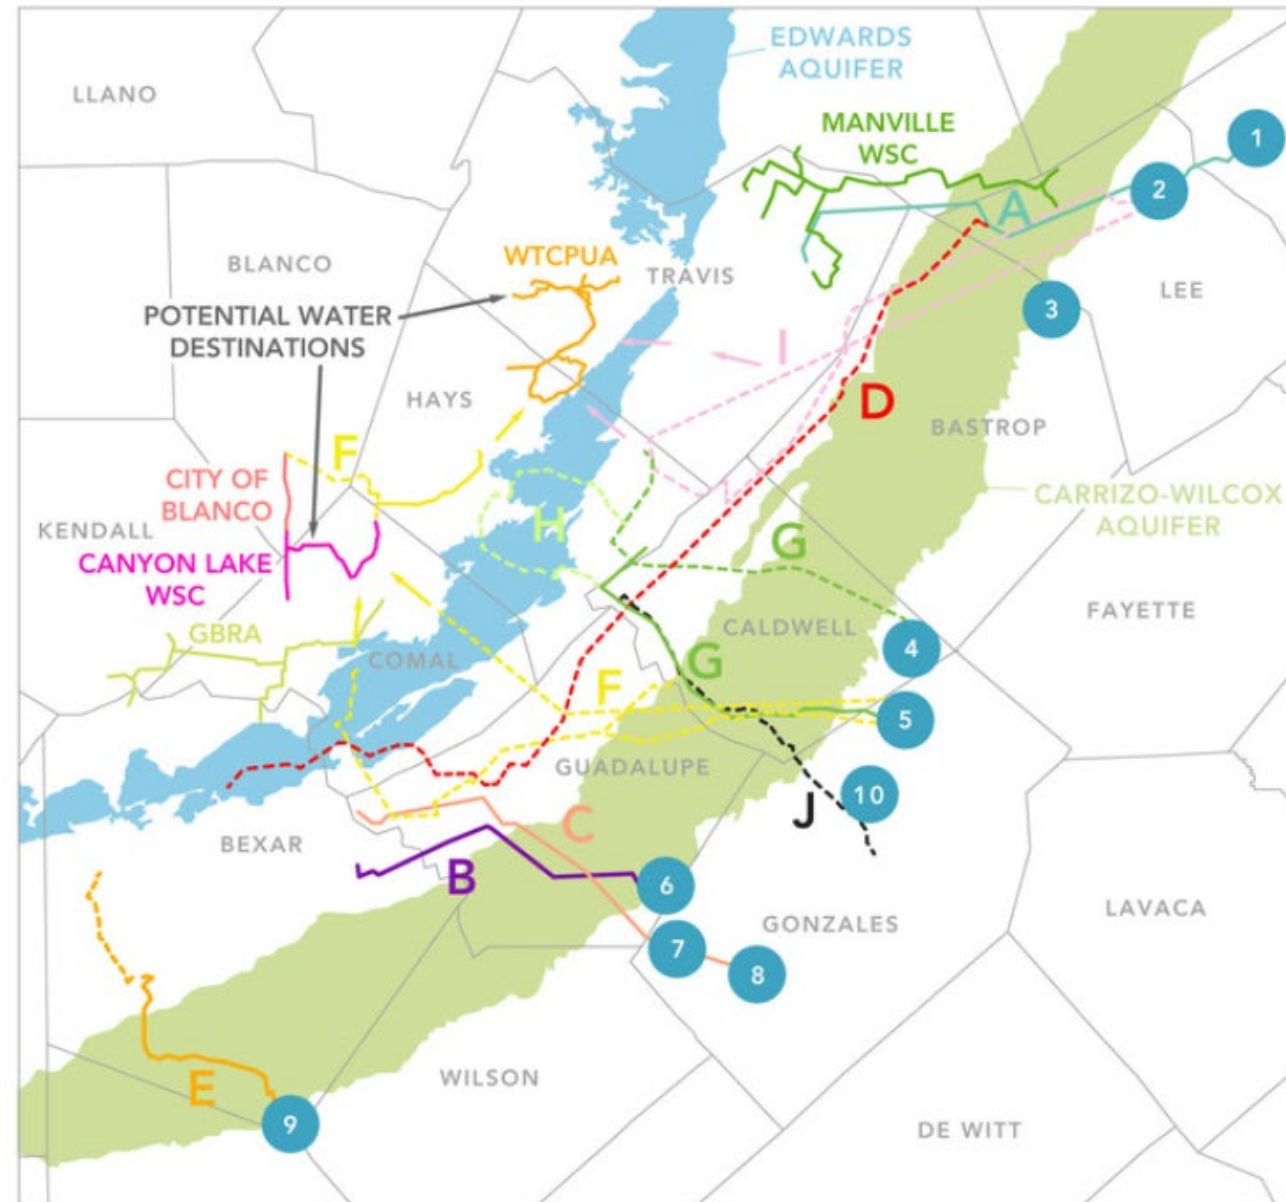 EDWARDS
AQUIFER
LLANO
MANVILLE
WSC
1
2
A
WTCPUA
BLANCO
TRAVIS
LEE
POTENTIAL WATER
DESTINATIONS
3
I
HAYS
D
BASTROP
F
CITY OF
BLANCO
CARRIZO-WILCOX
AQUIFER
KENDALL
H
G
CANYON LAKE
WSC
FAYETTE
GBRA
CALDWELL
COMAL
G
4
F
5
GUADALUPE
10
J
C
BEXAR
B
6
LAVACA
GONZALES
7
8
WILSON
E
9
DE WITT